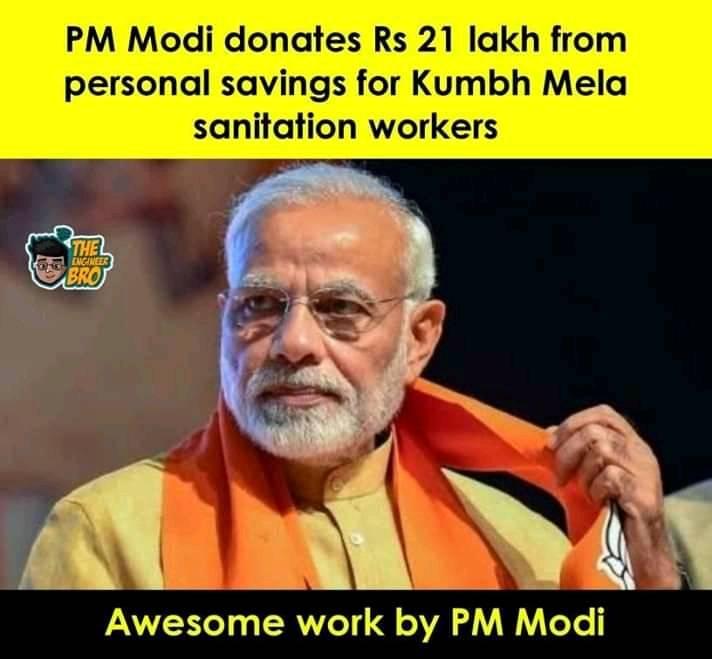 PM Modi donates Rs 21 lakh from
personal savings for Kumbh Mela
sanitation workers
THE
ENGINEER
BRO
Awesome work by PM Modi